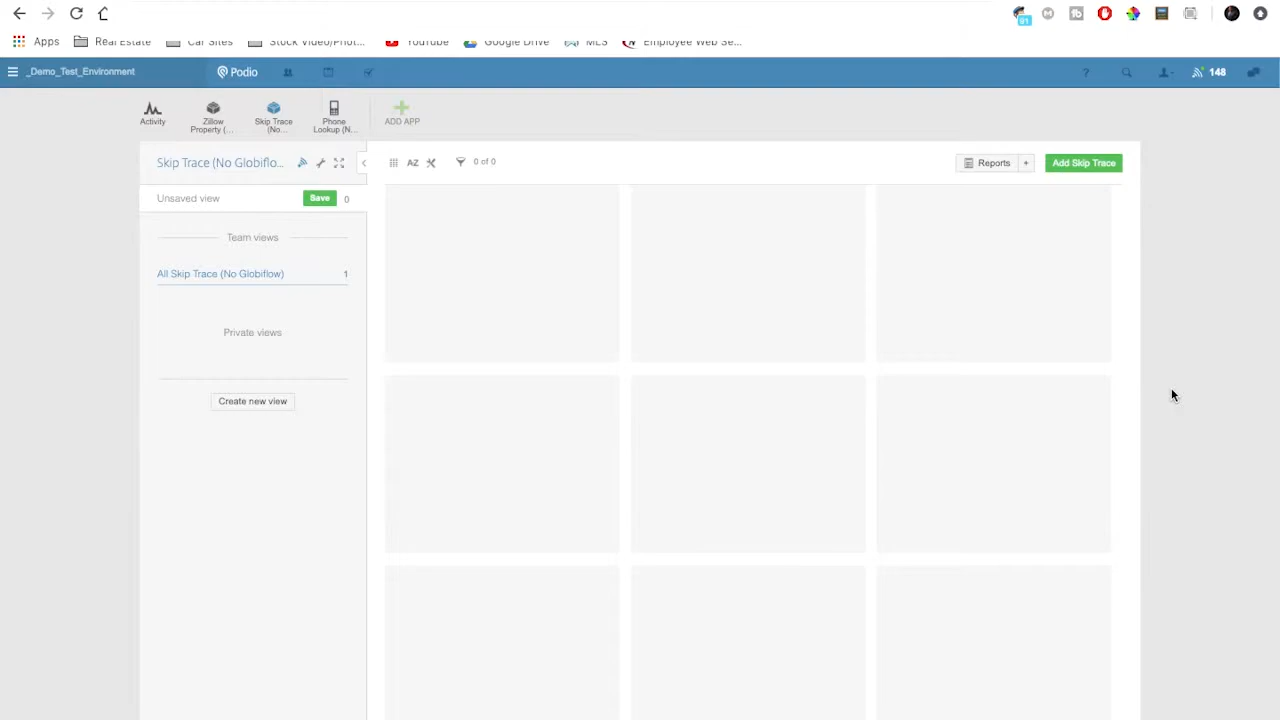 91
Apps Real Estate Car Sites Stock Video/Phot... YouTube Google Drive MLS Employee Web Se...
_Demo_Test_Environment Podio ? 148
Activity
Zillow
Property (...
Skip Trace
(No...
Phone
Lookup (N...
ADD APP
Skip Trace (No Globiflo...
AZ 0 of 0 Reports + Add Skip Trace
Unsaved view Save 0
Team views
All Skip Trace (No Globiflow) 1
Private views
Create new view